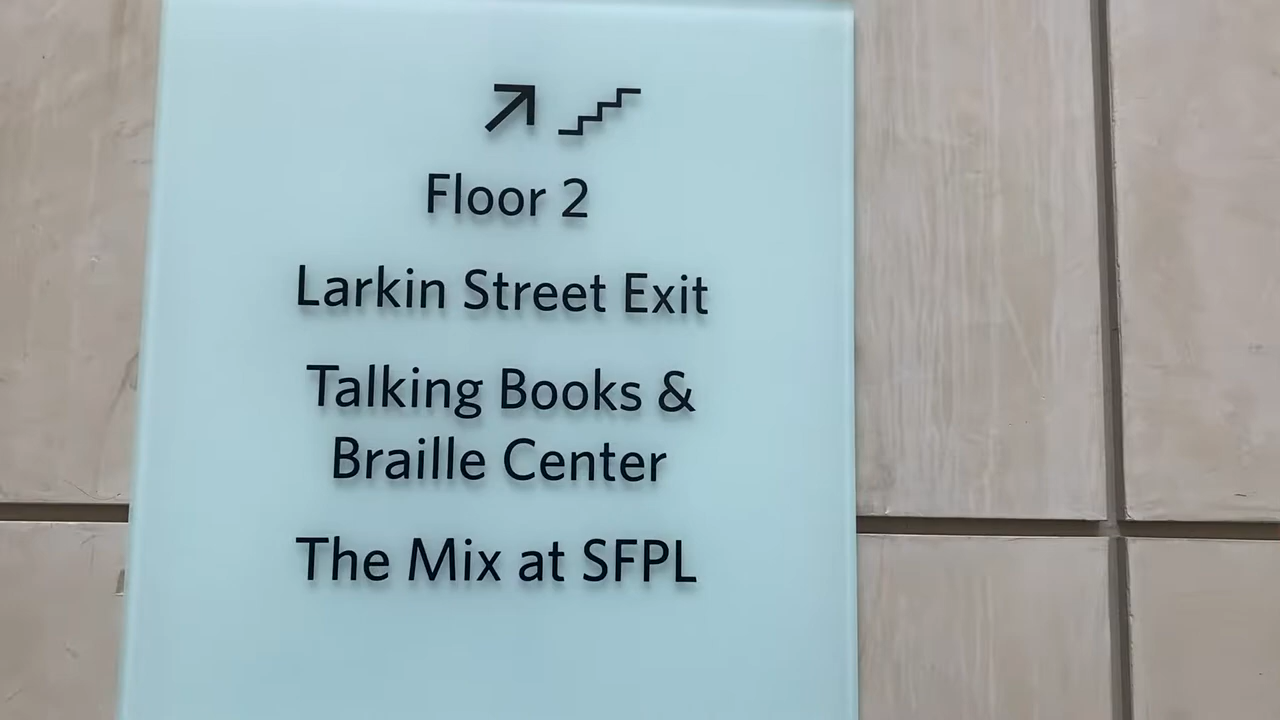 Floor 2
Larkin Street Exit
Talking Books &
Braille Center
The Mix at SFPL